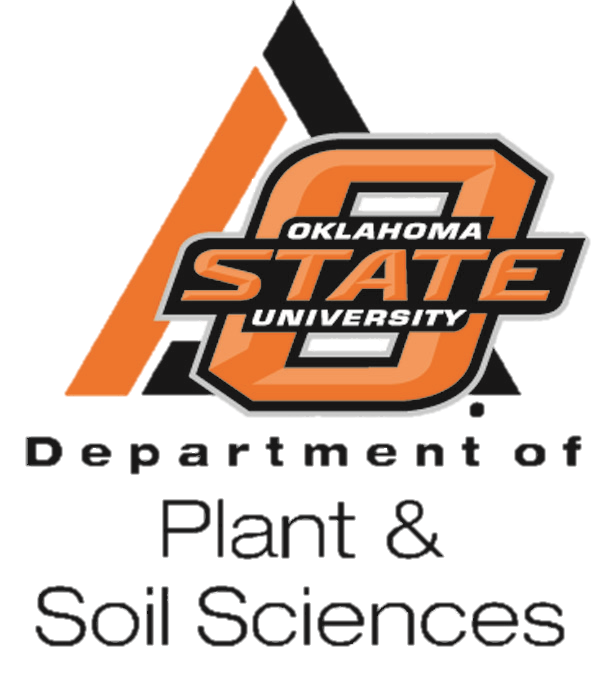 OKLAHOMA
STATE
UNIVERSITY
Department of
Plant &
Soil Sciences